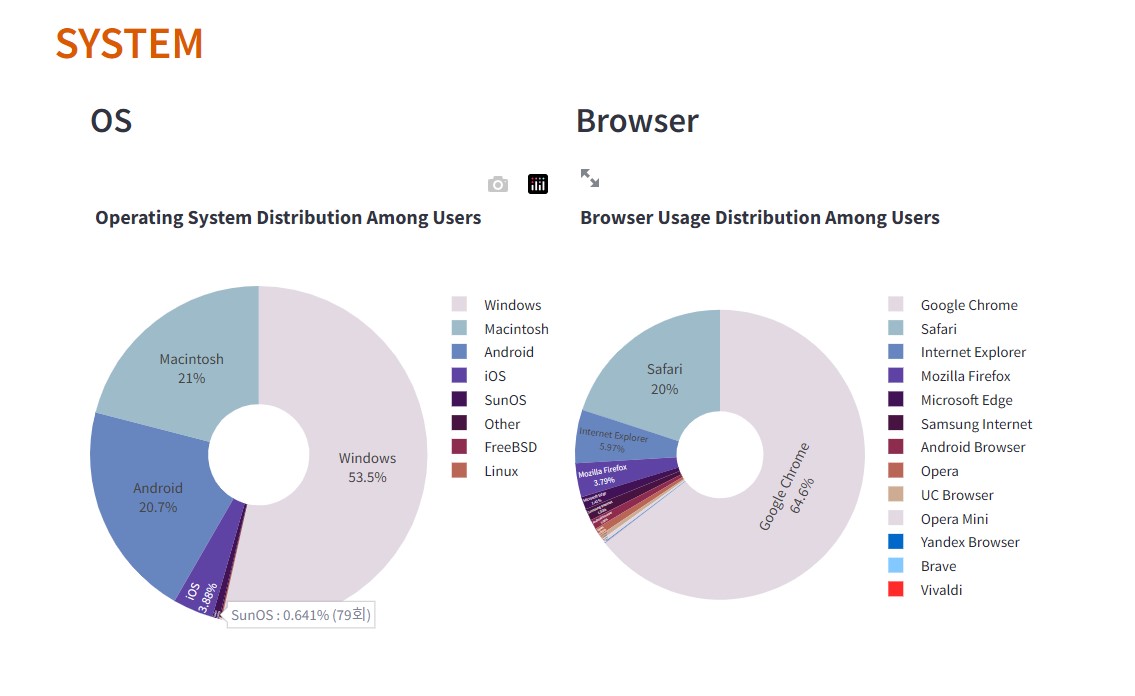 SYSTEM
OS
Browser
Operating System Distribution Among Users
Browser Usage Distribution Among Users
Macintosh
21%
Windows
53.5%
Android
20.7%
iOS
3.88%
SunOS : 0.641% (79회)
Windows
Macintosh
Android
iOS
SunOS
Other
FreeBSD
Linux
Safari
20%
Internet Explorer
5.97%
Mozilla Firefox
3.79%
Google Chrome
64.6%
Google Chrome
Safari
Internet Explorer
Mozilla Firefox
Microsoft Edge
Samsung Internet
Android Browser
Opera
UC Browser
Opera Mini
Yandex Browser
Brave
Vivaldi